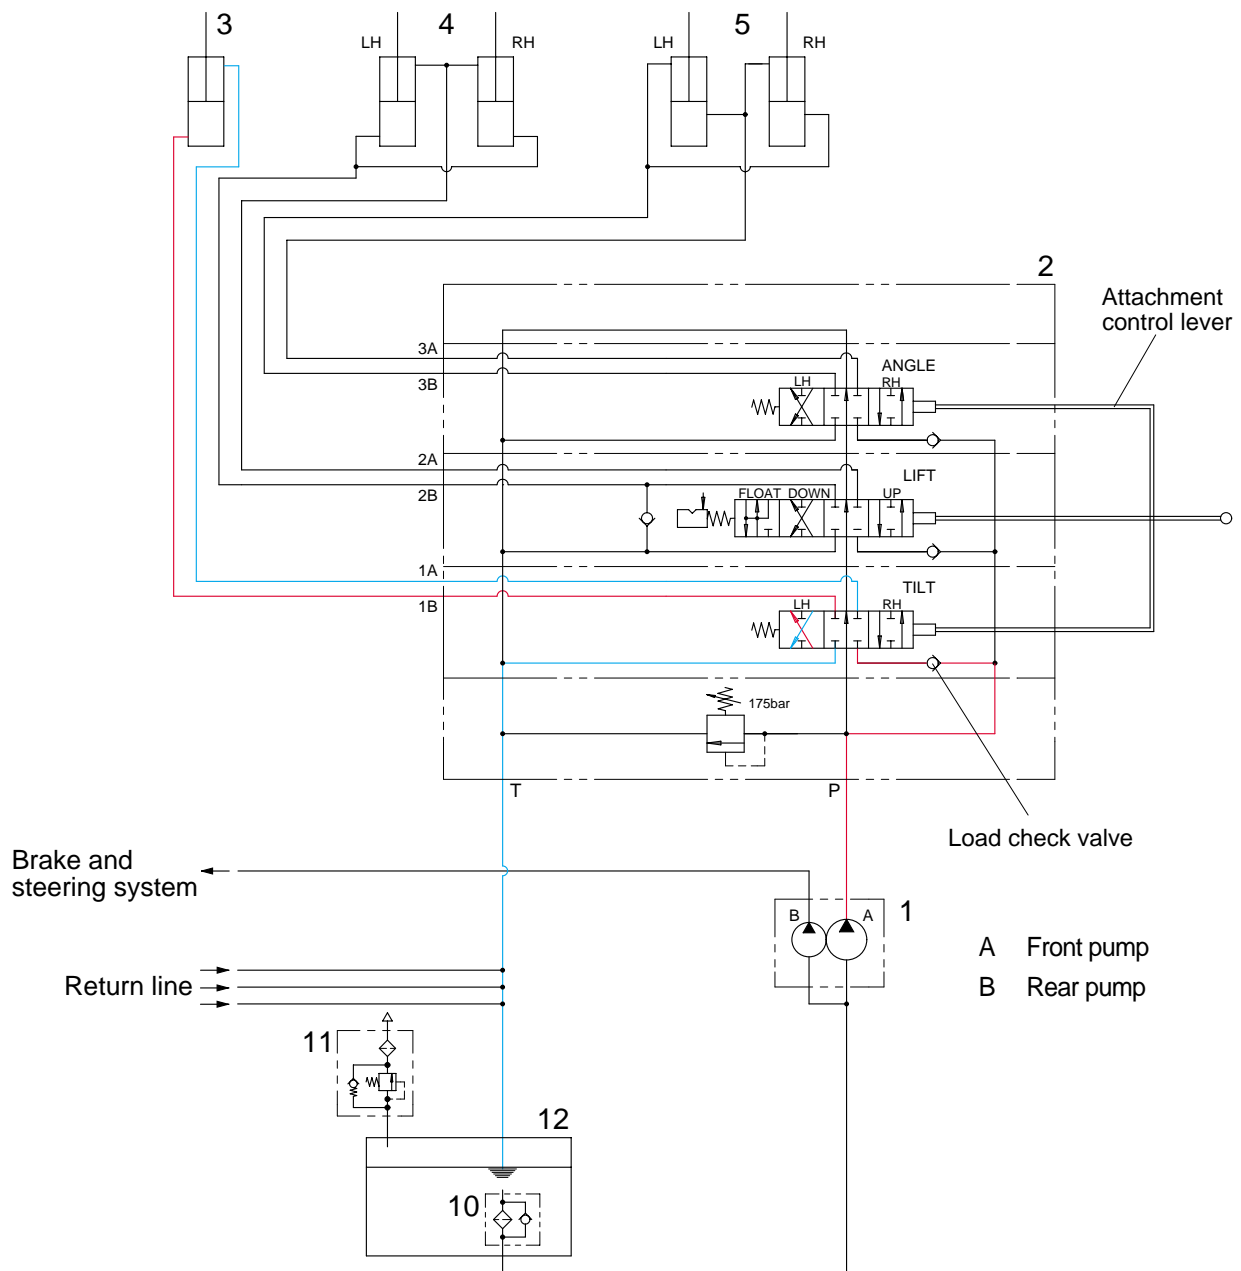 3
4
5
LH
RH
LH
RH
2
Attachment
control lever
3A
ANGLE
3B
LH
RH
2A
LIFT
2B
FLOAT DOWN
UP
1A
TILT
1B
LH
RH
175bar
T
P
Load check valve
Brake and
steering system
B
A
1
A Front pump
B Rear pump
Return line
11
12
10